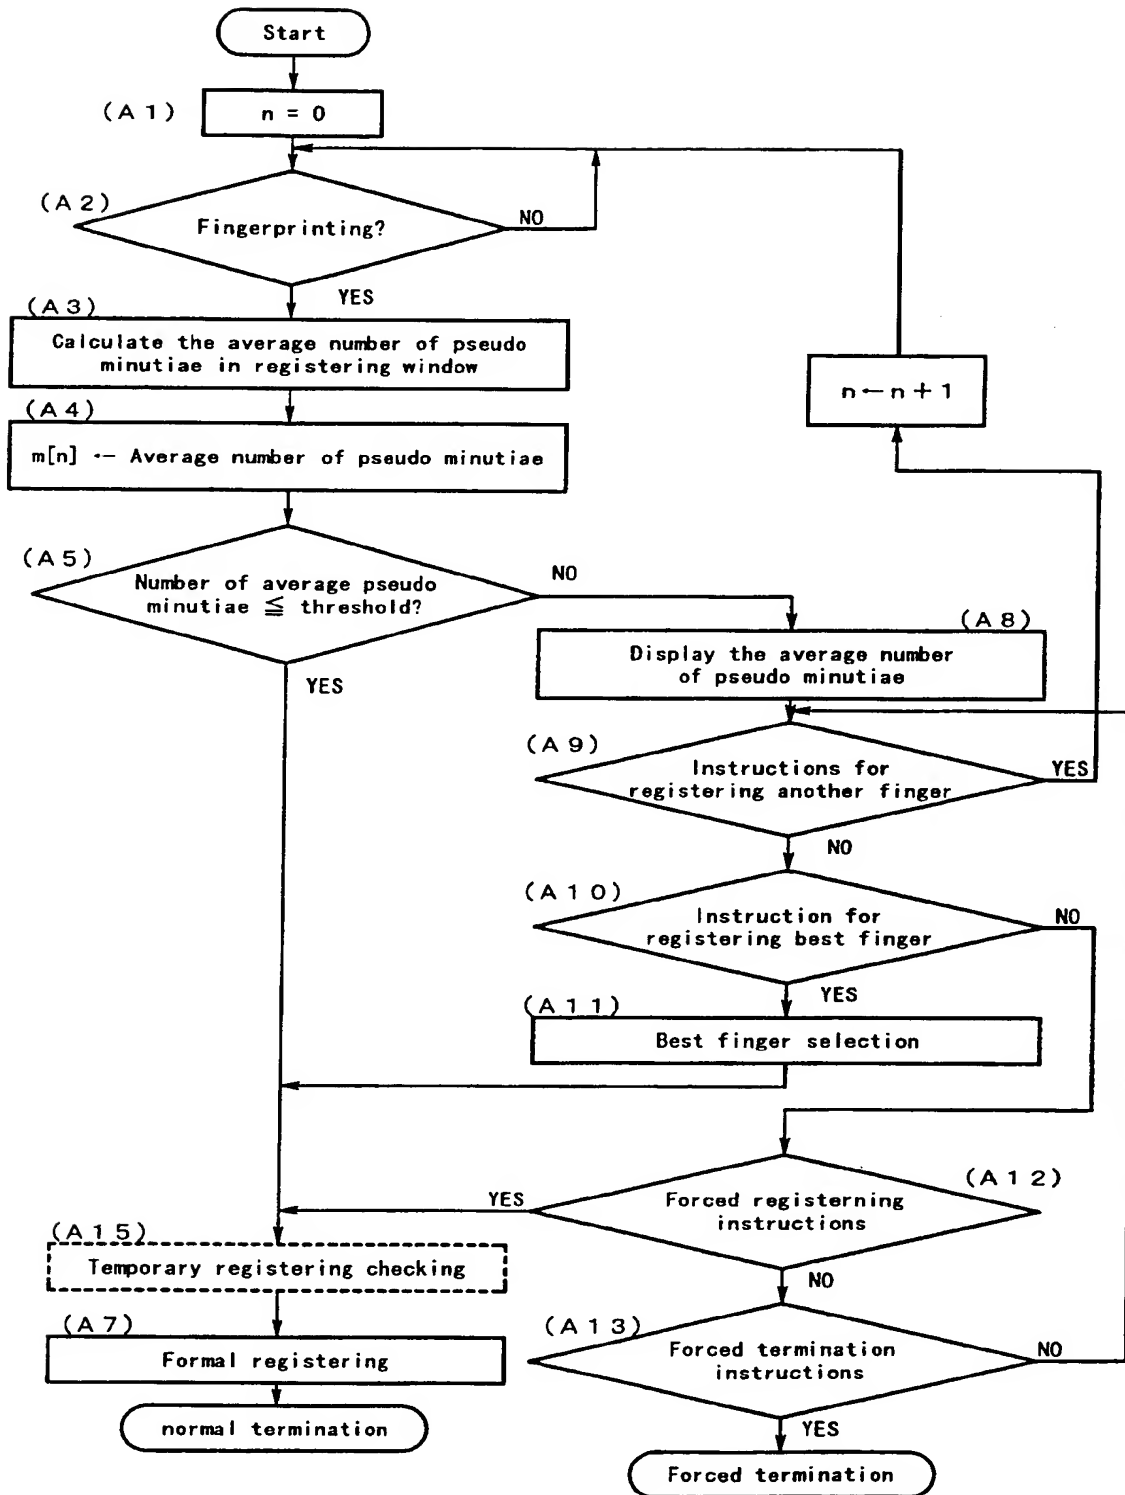 Start
(A1)
n = 0
(A2)
Fingerprinting?
NO
YES
(A3)
Calculate the average number of pseudo
minutiae in registering window
n ← n + 1
(A4)
m[n] ← Average number of pseudo minutiae
(A5)
Number of average pseudo
minutiae ≦ threshold?
NO
YES
(A8)
Display the average number
of pseudo minutiae
(A9)
Instructions for
registering another finger
YES
NO
(A10)
Instruction for
registering best finger
NO
YES
(A11)
Best finger selection
(A12)
Forced registerning
instructions
YES
NO
(A15)
Temporary registering checking
(A7)
Formal registering
normal termination
(A13)
Forced termination
instructions
NO
YES
Forced termination